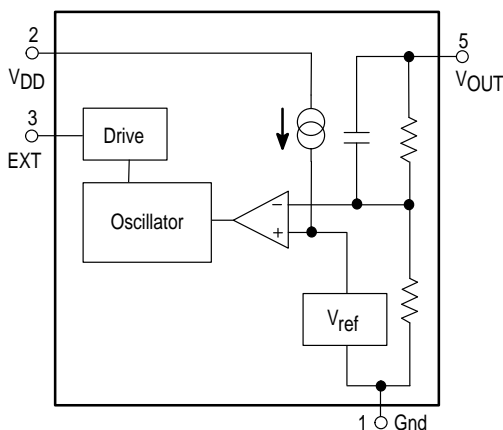 2
VDD
5
VOUT
3
EXT
Drive
Oscillator
–
+
Vref
1 Gnd